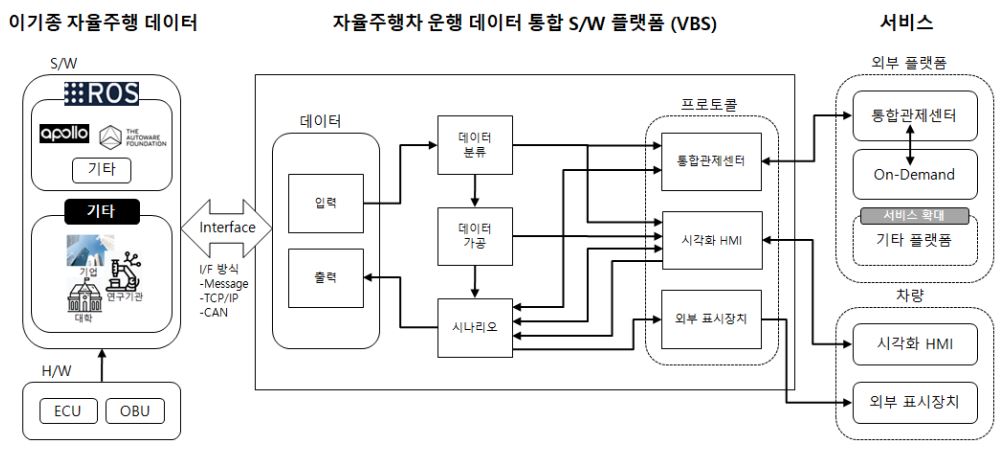 이기종 자율주행 데이터
자율주행차 운행 데이터 통합 S/W 플랫폼 (VBS)
서비스
S/W
ROS
apollo
THE
AUTOWARE
FOUNDATION
기타
기타
기업
연구기관
대학
H/W
ECU
OBU
Interface
I/F 방식
-Message
-TCP/IP
-CAN
데이터
입력
출력
데이터
분류
데이터
가공
시나리오
프로토콜
통합관제센터
시각화 HMI
외부 표시장치
외부 플랫폼
통합관제센터
On-Demand
서비스 확대
기타 플랫폼
차량
시각화 HMI
외부 표시장치